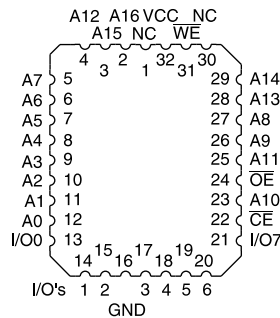 A12 A16 VCC NC
A15 NC W̅E̅
4 3 2 1 32 31 30
A7 5 29 A14
A6 6 28 A13
A5 7 27 A8
A4 8 26 A9
A3 9 25 A11
A2 10 24 O̅E̅
A1 11 23 A10
A0 12 22 C̅E̅
I/O0 13 21 I/O7
14 15 16 17 18 19 20
I/O's 1 2 3 4 5 6
GND